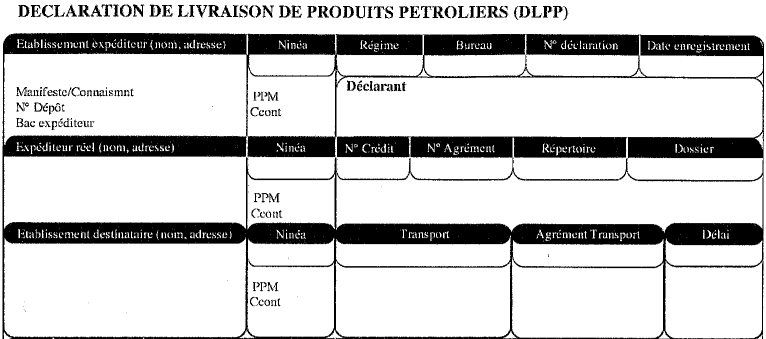 DECLARATION DE LIVRAISON DE PRODUITS PETROLIERS (DLPP)
Etablissement expéditeur (nom, adresse) Ninéa Régime Bureau N° déclaration Date enregistrement
Déclarant
Manifeste/Connaismnt PPM
N° Dépôt Ccont
Bac expéditeur
Expéditeur réel (nom, adresse) Ninéa N° Crédit N° Agrément Répertoire Dossier
PPM
Ccont
Etablissement destinataire (nom, adresse) Ninéa Transport Agrément Transport Délai
PPM
Ccont